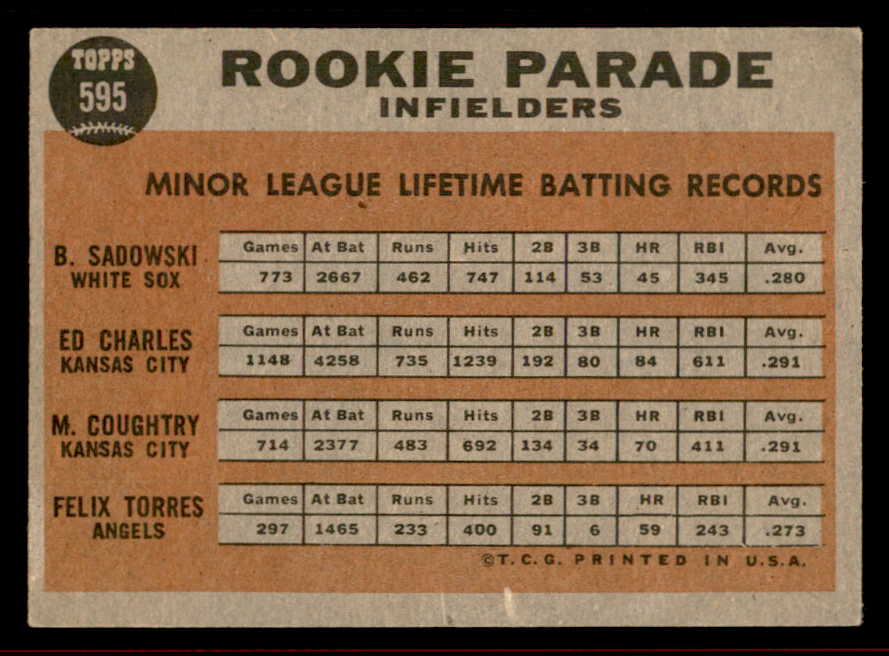 TOPPS
595
ROOKIE PARADE
INFIELDERS
MINOR LEAGUE LIFETIME BATTING RECORDS
B. SADOWSKI
WHITE SOX
Games At Bat Runs Hits 2B 3B HR RBI Avg.
773 2667 462 747 114 53 45 345 .280
ED CHARLES
KANSAS CITY
Games At Bat Runs Hits 2B 3B HR RBI Avg.
1148 4258 735 1239 192 80 84 611 .291
M. COUGHTRY
KANSAS CITY
Games At Bat Runs Hits 2B 3B HR RBI Avg.
714 2377 483 692 134 34 70 411 .291
FELIX TORRES
ANGELS
Games At Bat Runs Hits 2B 3B HR RBI Avg.
297 1465 233 400 91 6 59 243 .273
©T.C.G. PRINTED IN U.S.A.